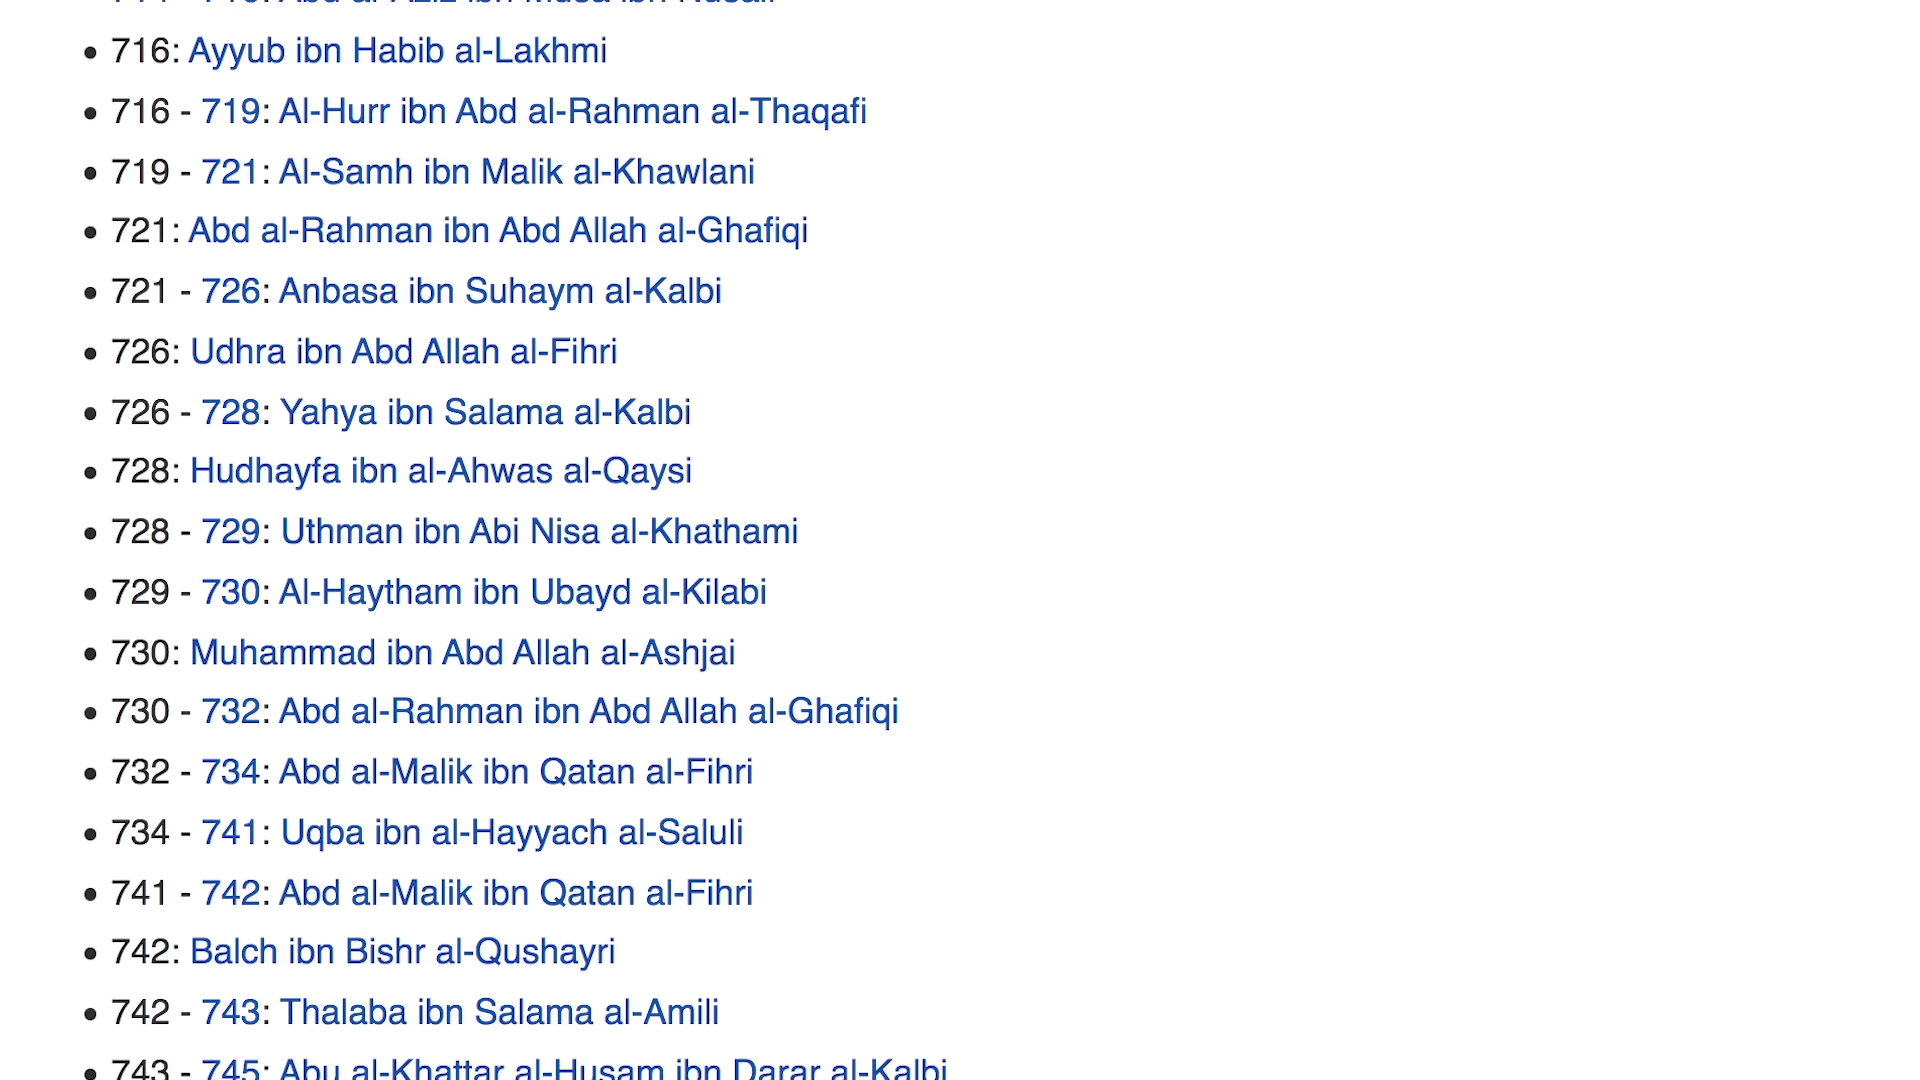 Abd al-Aziz ibn Musa ibn Nusair
• 716: Ayyub ibn Habib al-Lakhmi
• 716 - 719: Al-Hurr ibn Abd al-Rahman al-Thaqafi
• 719 - 721: Al-Samh ibn Malik al-Khawlani
• 721: Abd al-Rahman ibn Abd Allah al-Ghafiqi
• 721 - 726: Anbasa ibn Suhaym al-Kalbi
• 726: Udhra ibn Abd Allah al-Fihri
• 726 - 728: Yahya ibn Salama al-Kalbi
• 728: Hudhayfa ibn al-Ahwas al-Qaysi
• 728 - 729: Uthman ibn Abi Nisa al-Khathami
• 729 - 730: Al-Haytham ibn Ubayd al-Kilabi
• 730: Muhammad ibn Abd Allah al-Ashjai
• 730 - 732: Abd al-Rahman ibn Abd Allah al-Ghafiqi
• 732 - 734: Abd al-Malik ibn Qatan al-Fihri
• 734 - 741: Uqba ibn al-Hayyach al-Saluli
• 741 - 742: Abd al-Malik ibn Qatan al-Fihri
• 742: Balch ibn Bishr al-Qushayri
• 742 - 743: Thalaba ibn Salama al-Amili
• 743 - 745: Abu al-Khattar al-Husam ibn Darar al-Kalbi